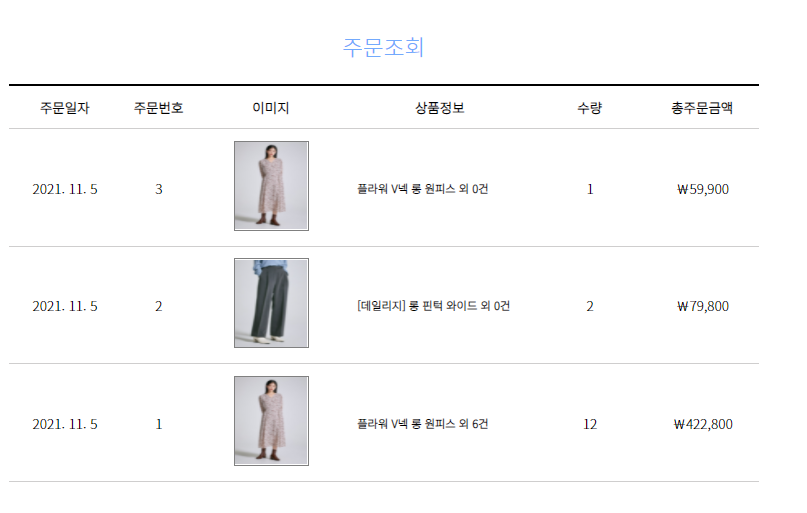 주문조회
주문일자 주문번호 이미지 상품정보 수량 총주문금액
2021. 11. 5 3 플라워 V넥 롱 원피스 외 0건 1 ₩59,900
2021. 11. 5 2 [데일리지] 롱 핀턱 와이드 외 0건 2 ₩79,800
2021. 11. 5 1 플라워 V넥 롱 원피스 외 6건 12 ₩422,800